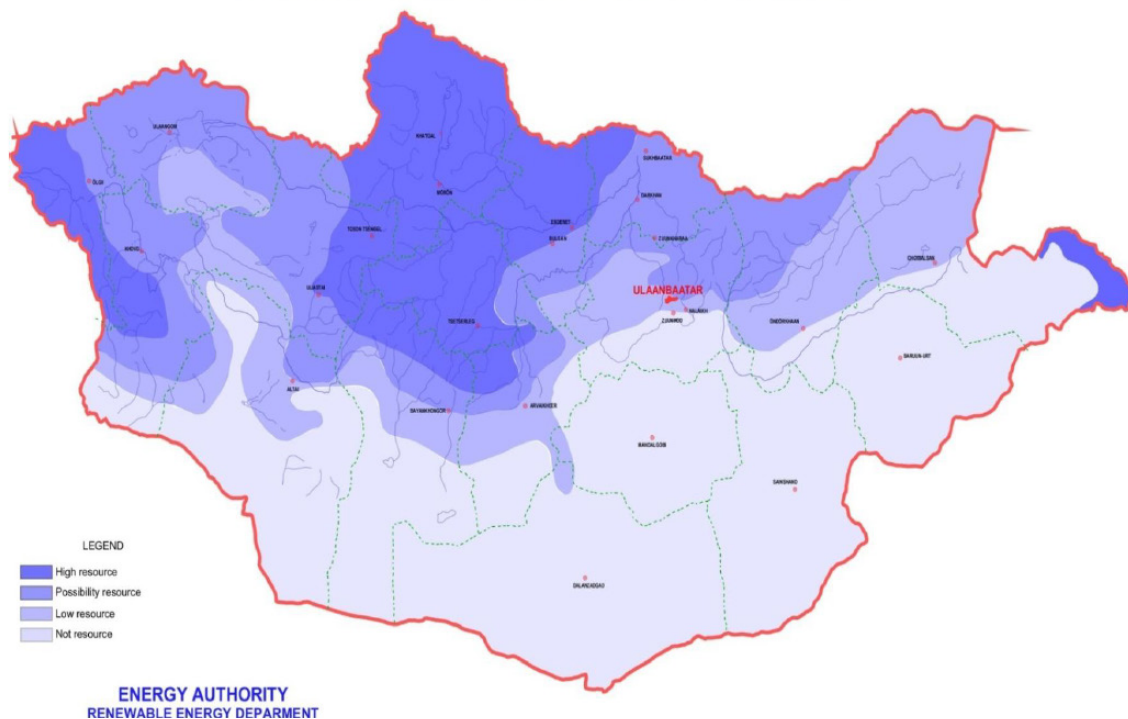 ULAANGOM
KHATGAL
SUKHBAATAR
ULGII
MÖRÖN
DARKHAN
ERDENET
TOSON TSENGEL
BULGAN
ZUUNKHARAA
KHOVD
CHOIBALSAN
ULIASTAI
ULAANBAATAR
NALAIKH
ZUUNMOD
TSETSERLEG
ÖNDÖRKHAAN
BARUUN-URT
ALTAI
BAYANKHONGOR
ARVAIKHEER
MANDALGOBI
SAINSHAND
DALANZADGAD
LEGEND
High resource
Possibility resource
Low resource
Not resource
ENERGY AUTHORITY
RENEWABLE ENERGY DEPARMENT